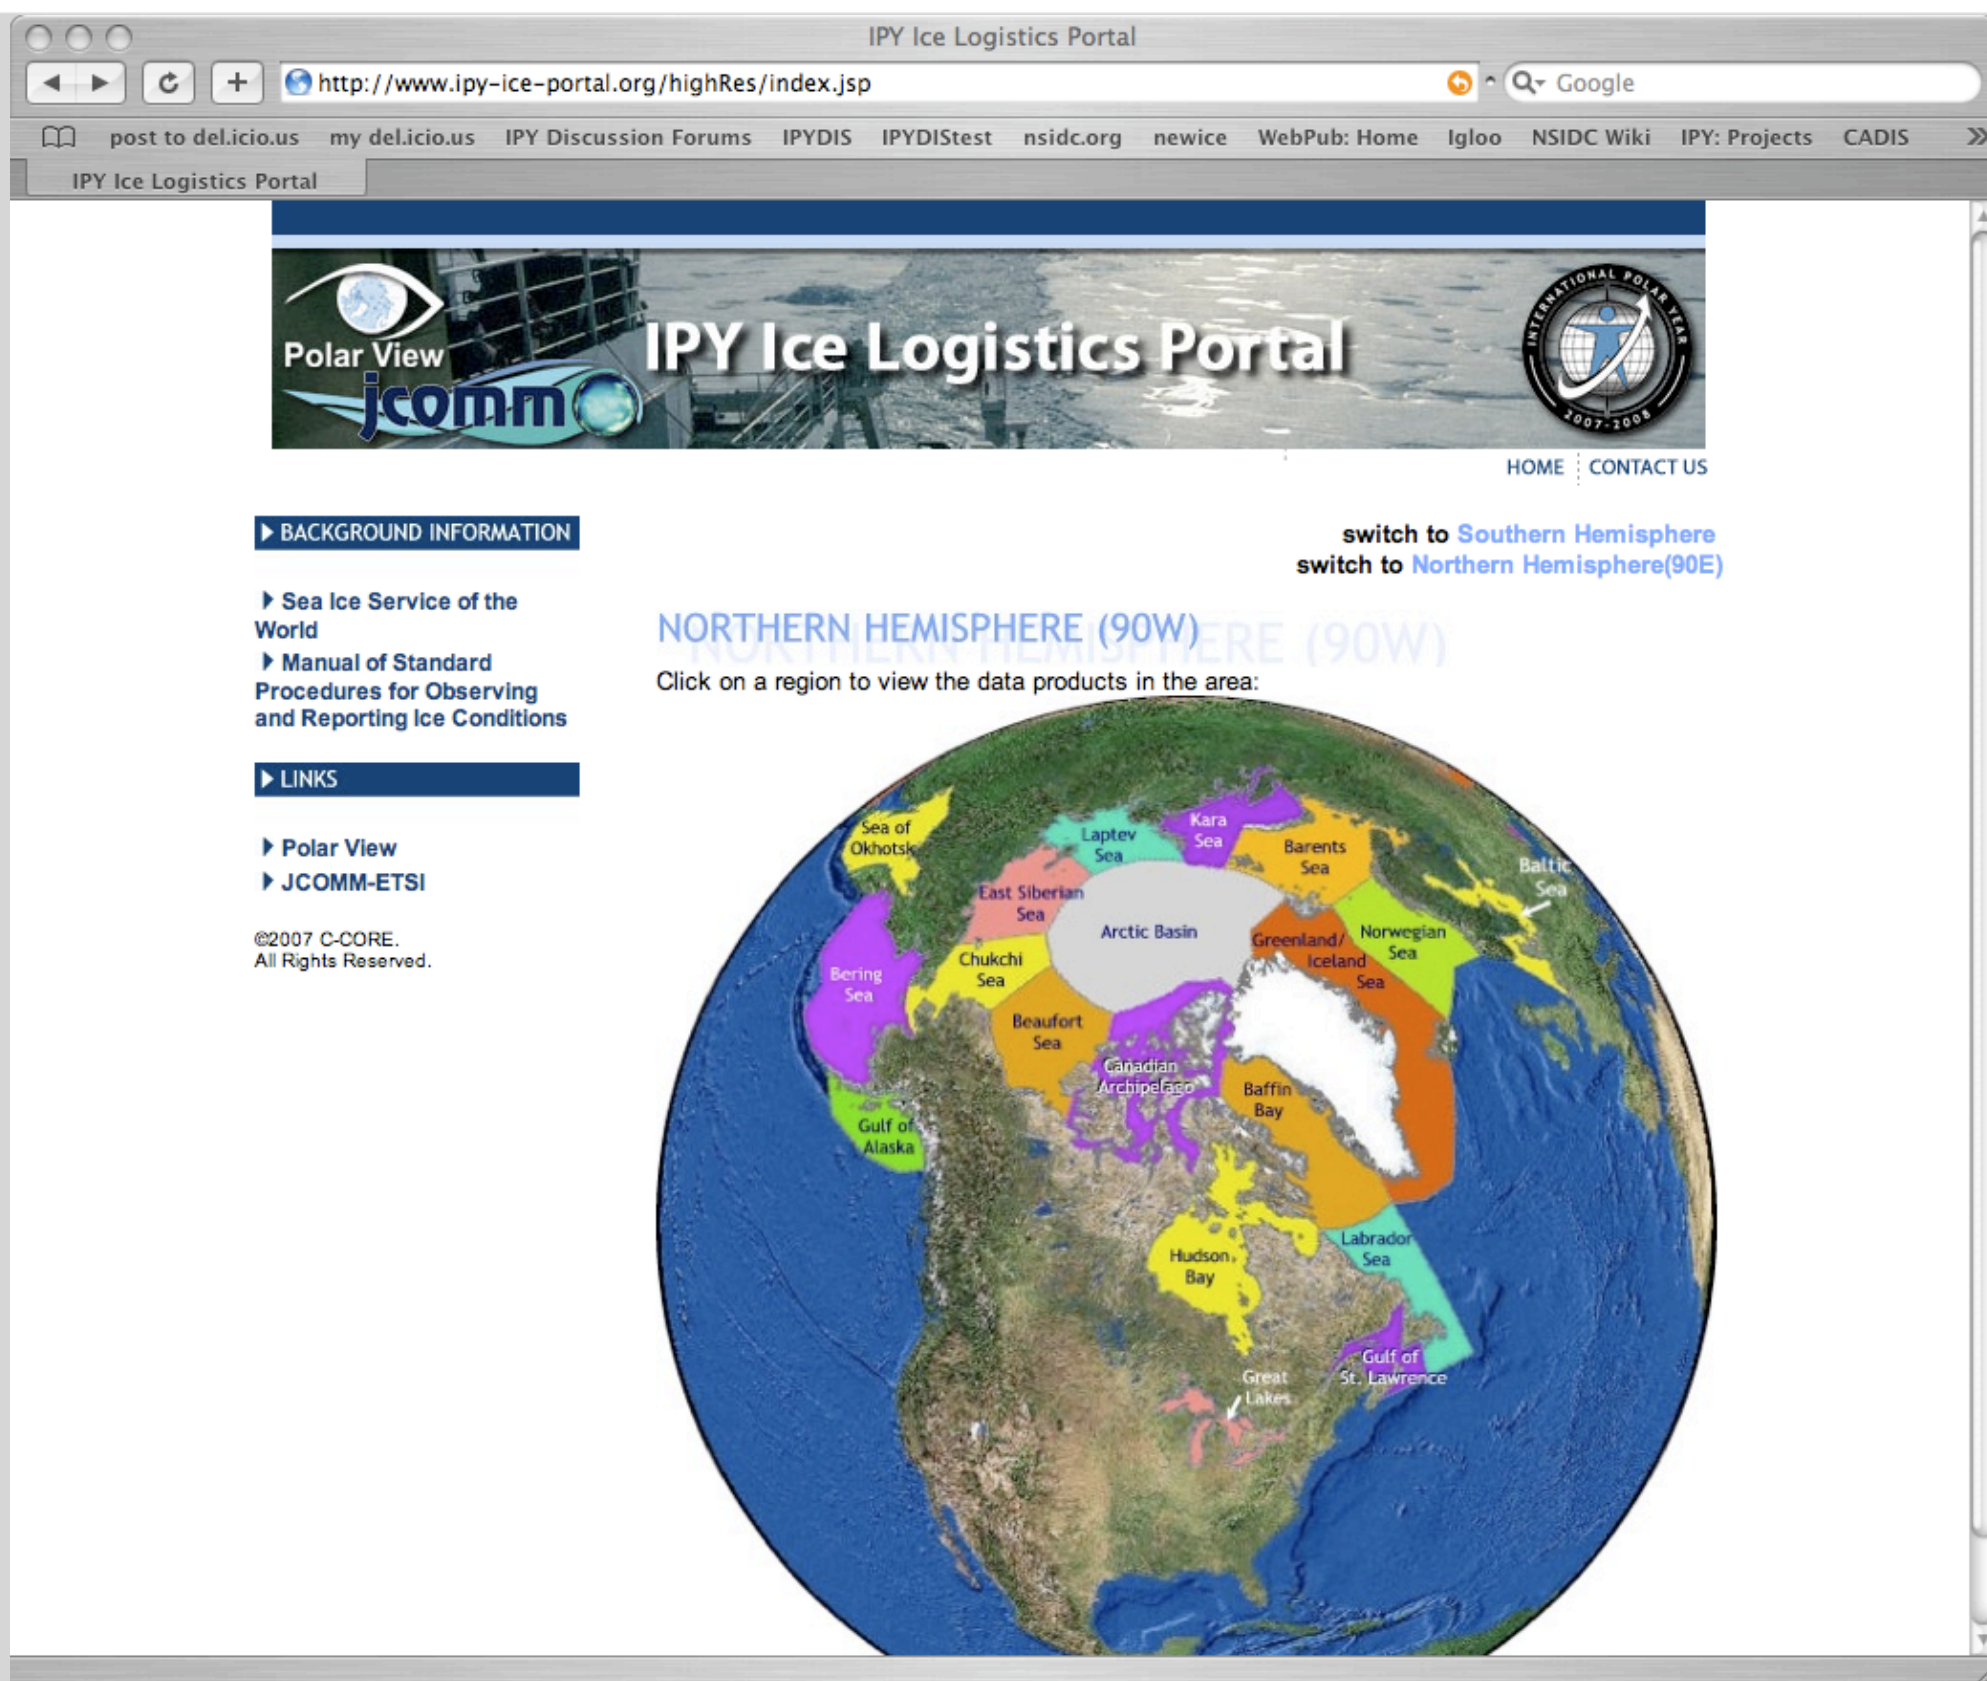 IPY Ice Logistics Portal
http://www.ipy-ice-portal.org/highRes/index.jsp
Google
post to del.icio.us my del.icio.us IPY Discussion Forums IPYDIS IPYDIStest nsidc.org newice WebPub: Home Igloo NSIDC Wiki IPY: Projects CADIS
IPY Ice Logistics Portal
Polar View
jcomm
IPY Ice Logistics Portal
INTERNATIONAL POLAR YEAR
2007-2008
HOME CONTACT US
BACKGROUND INFORMATION
Sea Ice Service of the
World
Manual of Standard
Procedures for Observing
and Reporting Ice Conditions
LINKS
Polar View
JCOMM-ETSI
©2007 C-CORE.
All Rights Reserved.
switch to Southern Hemisphere
switch to Northern Hemisphere(90E)
NORTHERN HEMISPHERE (90W)
NORTHERN HEMISPHERE (90W)
Click on a region to view the data products in the area:
Sea of
Okhotsk
Laptev
Sea
Kara
Sea
Barents
Sea
Baltic
Sea
East Siberian
Sea
Arctic Basin
Greenland/
Iceland
Sea
Norwegian
Sea
Bering
Sea
Chukchi
Sea
Beaufort
Sea
Canadian
Archipelago
Baffin
Bay
Gulf of
Alaska
Hudson
Bay
Labrador
Sea
Gulf of
St. Lawrence
Great
Lakes